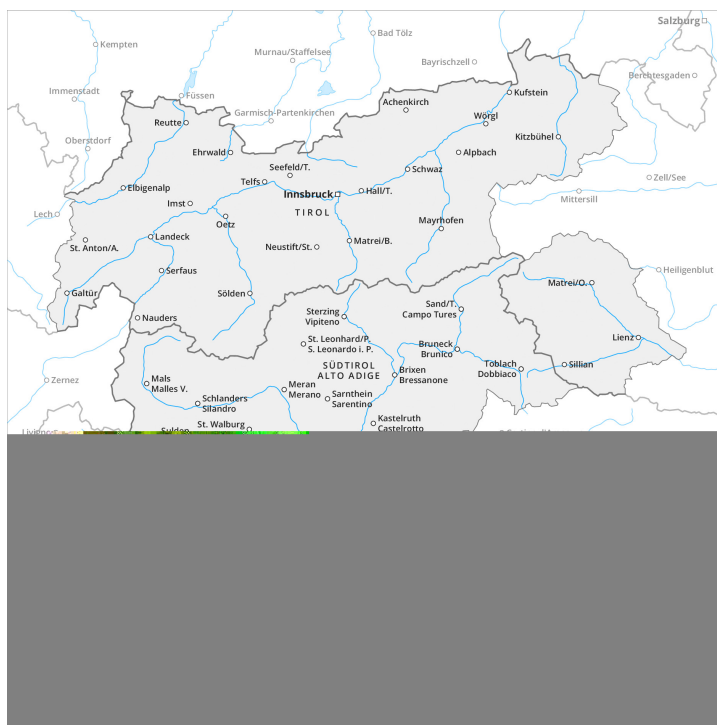 Salzburg
Kempten
Bad Tölz
Murnau/Staffelsee
Bayrischzell
Berchtesgaden
Immenstadt
Füssen
Kufstein
Achenkirch
Garmisch-Partenkirchen
Wörgl
Reutte
Kitzbühel
Oberstdorf
Ehrwald
Alpbach
Seefeld/T.
Schwaz
Telfs
Zell/See
Elbigenalp
Innsbruck
Hall/T.
Mittersill
Imst
TIROL
Lech
Oetz
Mayrhofen
Landeck
St. Anton/A.
Neustift/St.
Matrei/B.
Serfaus
Heiligenblut
Galtür
Sölden
Matrei/O.
Sand/T.
Campo Tures
Sterzing
Vipiteno
Nauders
Lienz
St. Leonhard/P.
S. Leonardo i. P.
Bruneck
Brunico
SÜDTIROL
ALTO ADIGE
Toblach
Dobbiaco
Sillian
Brixen
Bressanone
Zernez
Mals
Malles V.
Meran
Merano
Sarnthein
Sarentino
Schlanders
Silandro
Kastelruth
Castelrotto
St. Walburg
Sulden
Livigno